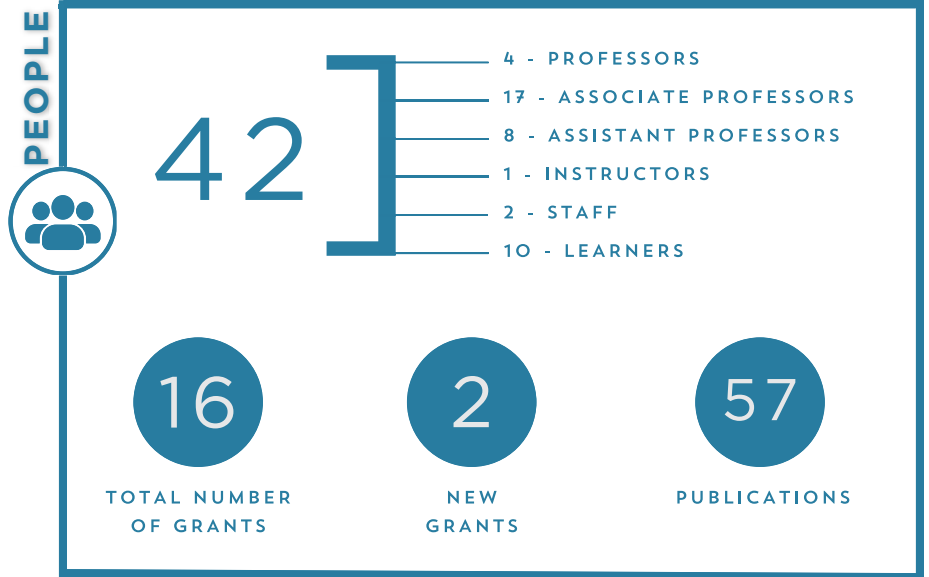 PEOPLE
42
4 - PROFESSORS
17 - ASSOCIATE PROFESSORS
8 - ASSISTANT PROFESSORS
1 - INSTRUCTORS
2 - STAFF
10 - LEARNERS
16
TOTAL NUMBER
OF GRANTS
2
NEW
GRANTS
57
PUBLICATIONS